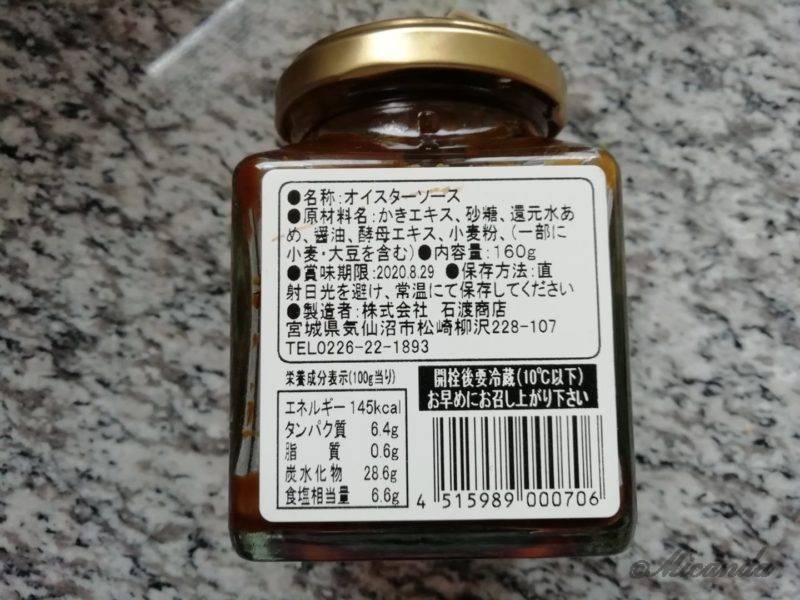 ●名称:オイスターソース
●原材料名:かきエキス、砂糖、還元水あ
め、醤油、酵母エキス、小麦粉、(一部に
小麦・大豆を含む)●内容量:160g
●賞味期限:2020.8.29 ●保存方法:直
射日光を避け、常温にて保存してください
●製造者:株式会社 石渡商店
宮城県気仙沼市松崎柳沢228-107
TEL0226-22-1893
栄養成分表示(100g当り)
エネルギー 145kcal
タンパク質 6.4g
脂質 0.6g
炭水化物 28.6g
食塩相当量 6.6g
開栓後要冷蔵(10℃以下)
お早めにお召し上がり下さい
4 515989 000706
©Micanda